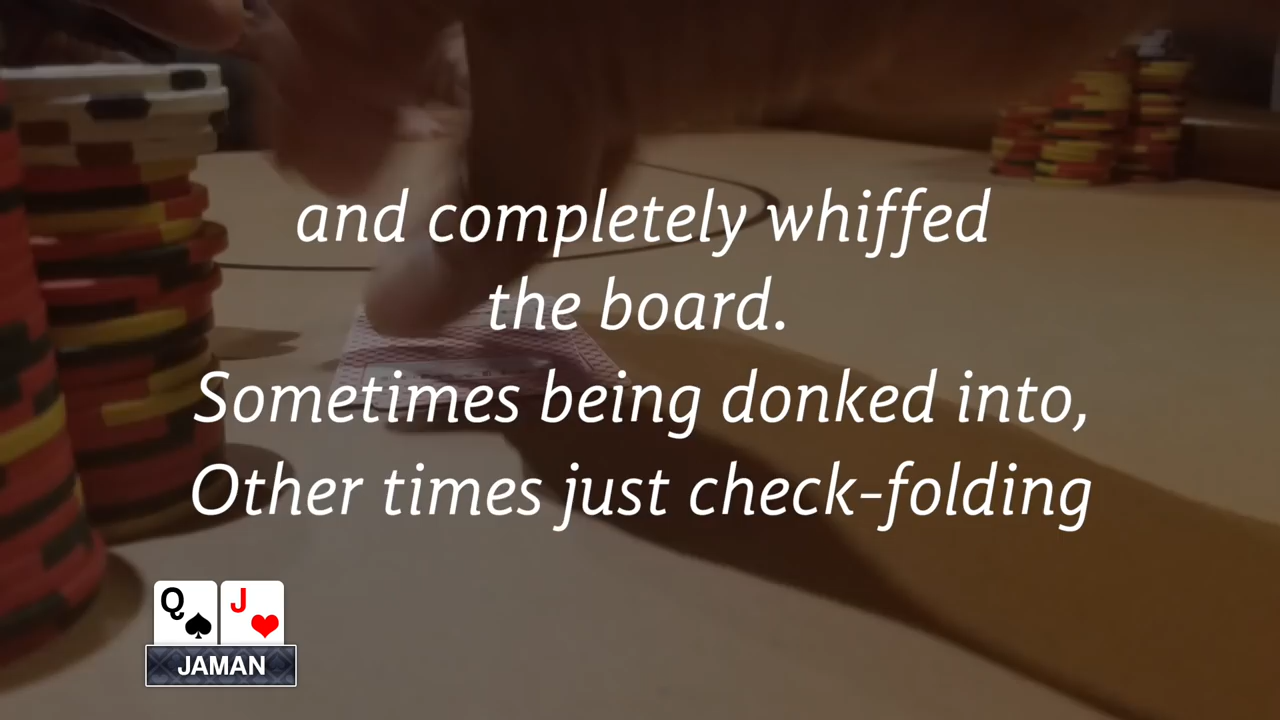 and completely whiffed
the board.
Sometimes being donked into,
Other times just check-folding
Q J
JAMAN